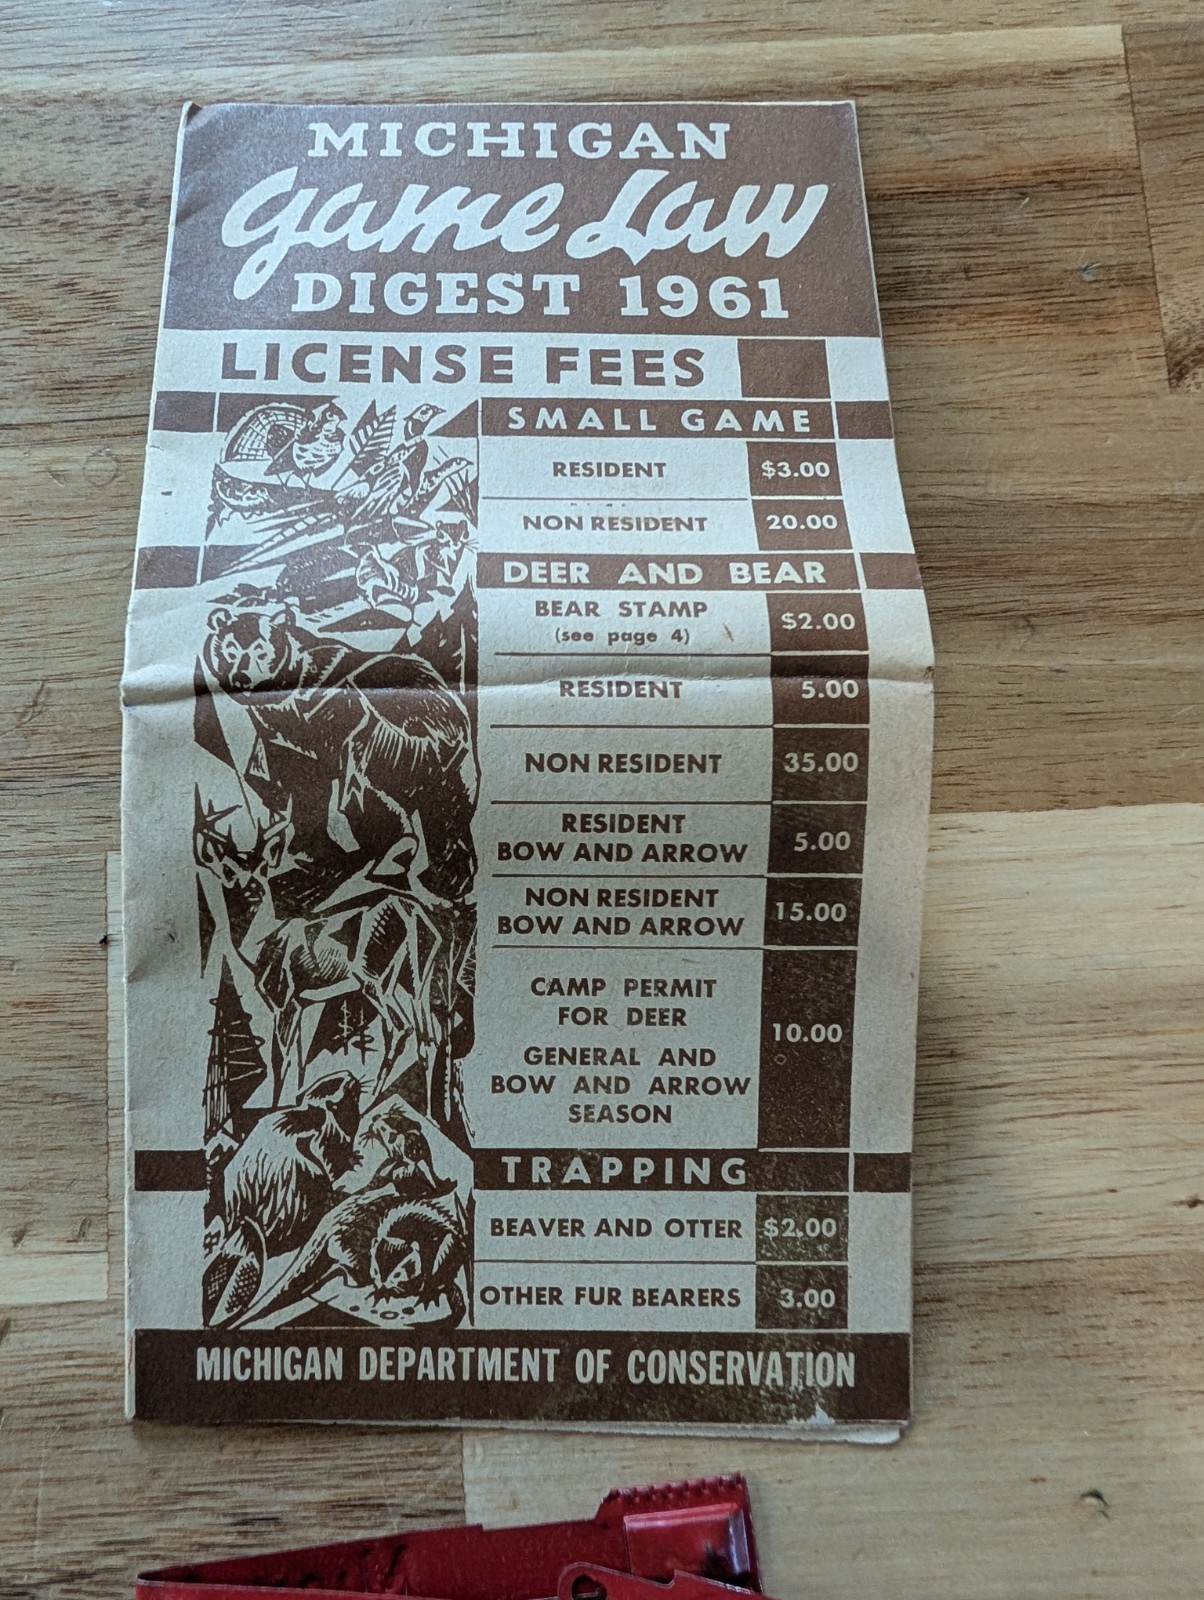 MICHIGAN
Game Law
DIGEST 1961
LICENSE FEES
SMALL GAME
RESIDENT $3.00
NON RESIDENT 20.00
DEER AND BEAR
BEAR STAMP $2.00
(see page 4)
RESIDENT 5.00
NON RESIDENT 35.00
RESIDENT
BOW AND ARROW 5.00
NON RESIDENT
BOW AND ARROW 15.00
CAMP PERMIT
FOR DEER
10.00
GENERAL AND
BOW AND ARROW
SEASON
TRAPPING
BEAVER AND OTTER $2.00
OTHER FUR BEARERS 3.00
MICHIGAN DEPARTMENT OF CONSERVATION